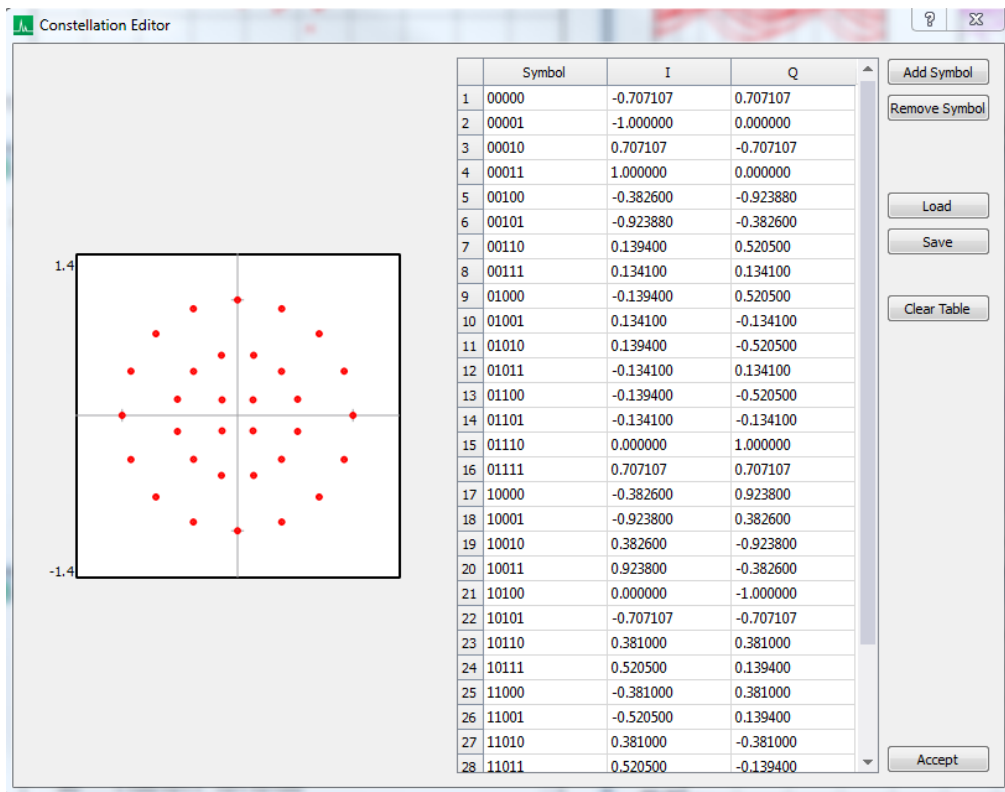 Constellation Editor
Symbol I Q
1 00000 -0.707107 0.707107
2 00001 -1.000000 0.000000
3 00010 0.707107 -0.707107
4 00011 1.000000 0.000000
5 00100 -0.382600 -0.923880
6 00101 -0.923880 -0.382600
7 00110 0.139400 0.520500
8 00111 0.134100 0.134100
9 01000 -0.139400 0.520500
10 01001 0.134100 -0.134100
11 01010 0.139400 -0.520500
12 01011 -0.134100 0.134100
13 01100 -0.139400 -0.520500
14 01101 -0.134100 -0.134100
15 01110 0.000000 1.000000
16 01111 0.707107 0.707107
17 10000 -0.382600 0.923800
18 10001 -0.923800 0.382600
19 10010 0.382600 -0.923800
20 10011 0.923800 -0.382600
21 10100 0.000000 -1.000000
22 10101 -0.707107 -0.707107
23 10110 0.381000 0.381000
24 10111 0.520500 0.139400
25 11000 -0.381000 0.381000
26 11001 -0.520500 0.139400
27 11010 0.381000 -0.381000
28 11011 0.520500 -0.139400
1.4
-1.4
Add Symbol
Remove Symbol
Load
Save
Clear Table
Accept